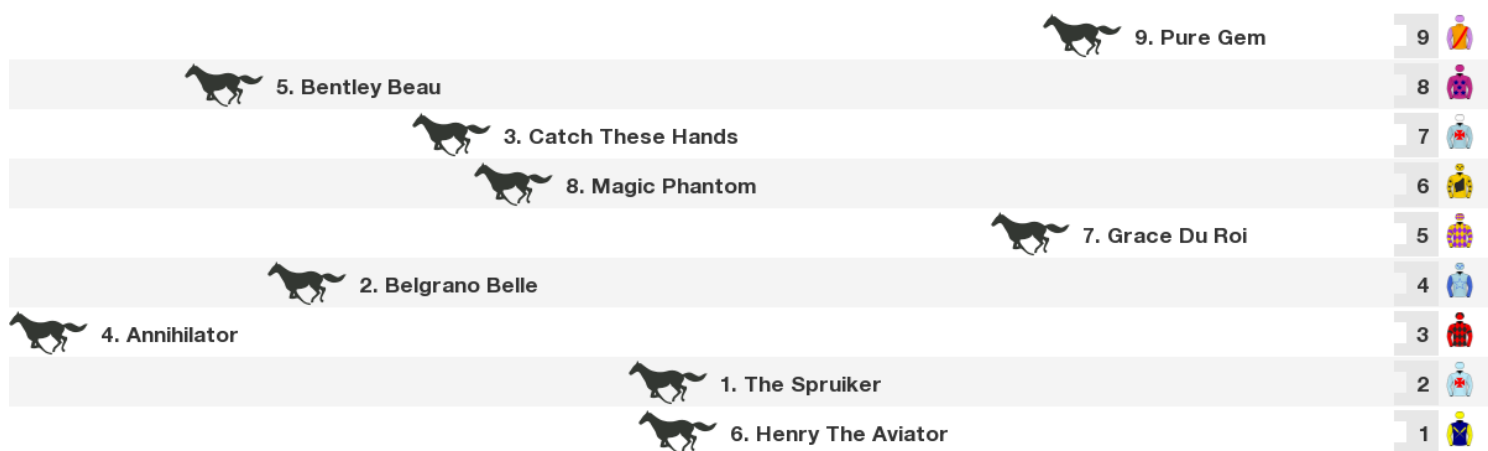 9. Pure Gem 9
5. Bentley Beau 8
3. Catch These Hands 7
8. Magic Phantom 6
7. Grace Du Roi 5
2. Belgrano Belle 4
4. Annihilator 3
1. The Spruiker 2
6. Henry The Aviator 1